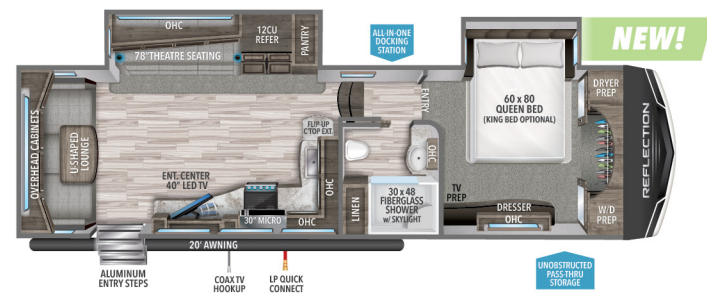 NEW!
ALL-IN-ONE
DOCKING
STATION
OHC
12CU
REFER
PANTRY
78" THEATRE SEATING
OVERHEAD CABINETS
U-SHAPED
LOUNGE
FLIP-UP
C'TOP EXT.
ENT. CENTER
40" LED TV
30" MICRO
OHC
OHC
ENTRY
60 x 80
QUEEN BED
(KING BED OPTIONAL)
DRYER
PREP
REFLECTION
OHC
LINEN
30 x 48
FIBERGLASS
SHOWER
w/ SKYLIGHT
TV
PREP
DRESSER
OHC
W/D
PREP
20' AWNING
ALUMINUM
ENTRY STEPS
COAX TV
HOOKUP
LP QUICK
CONNECT
UNOBSTRUCTED
PASS-THRU
STORAGE